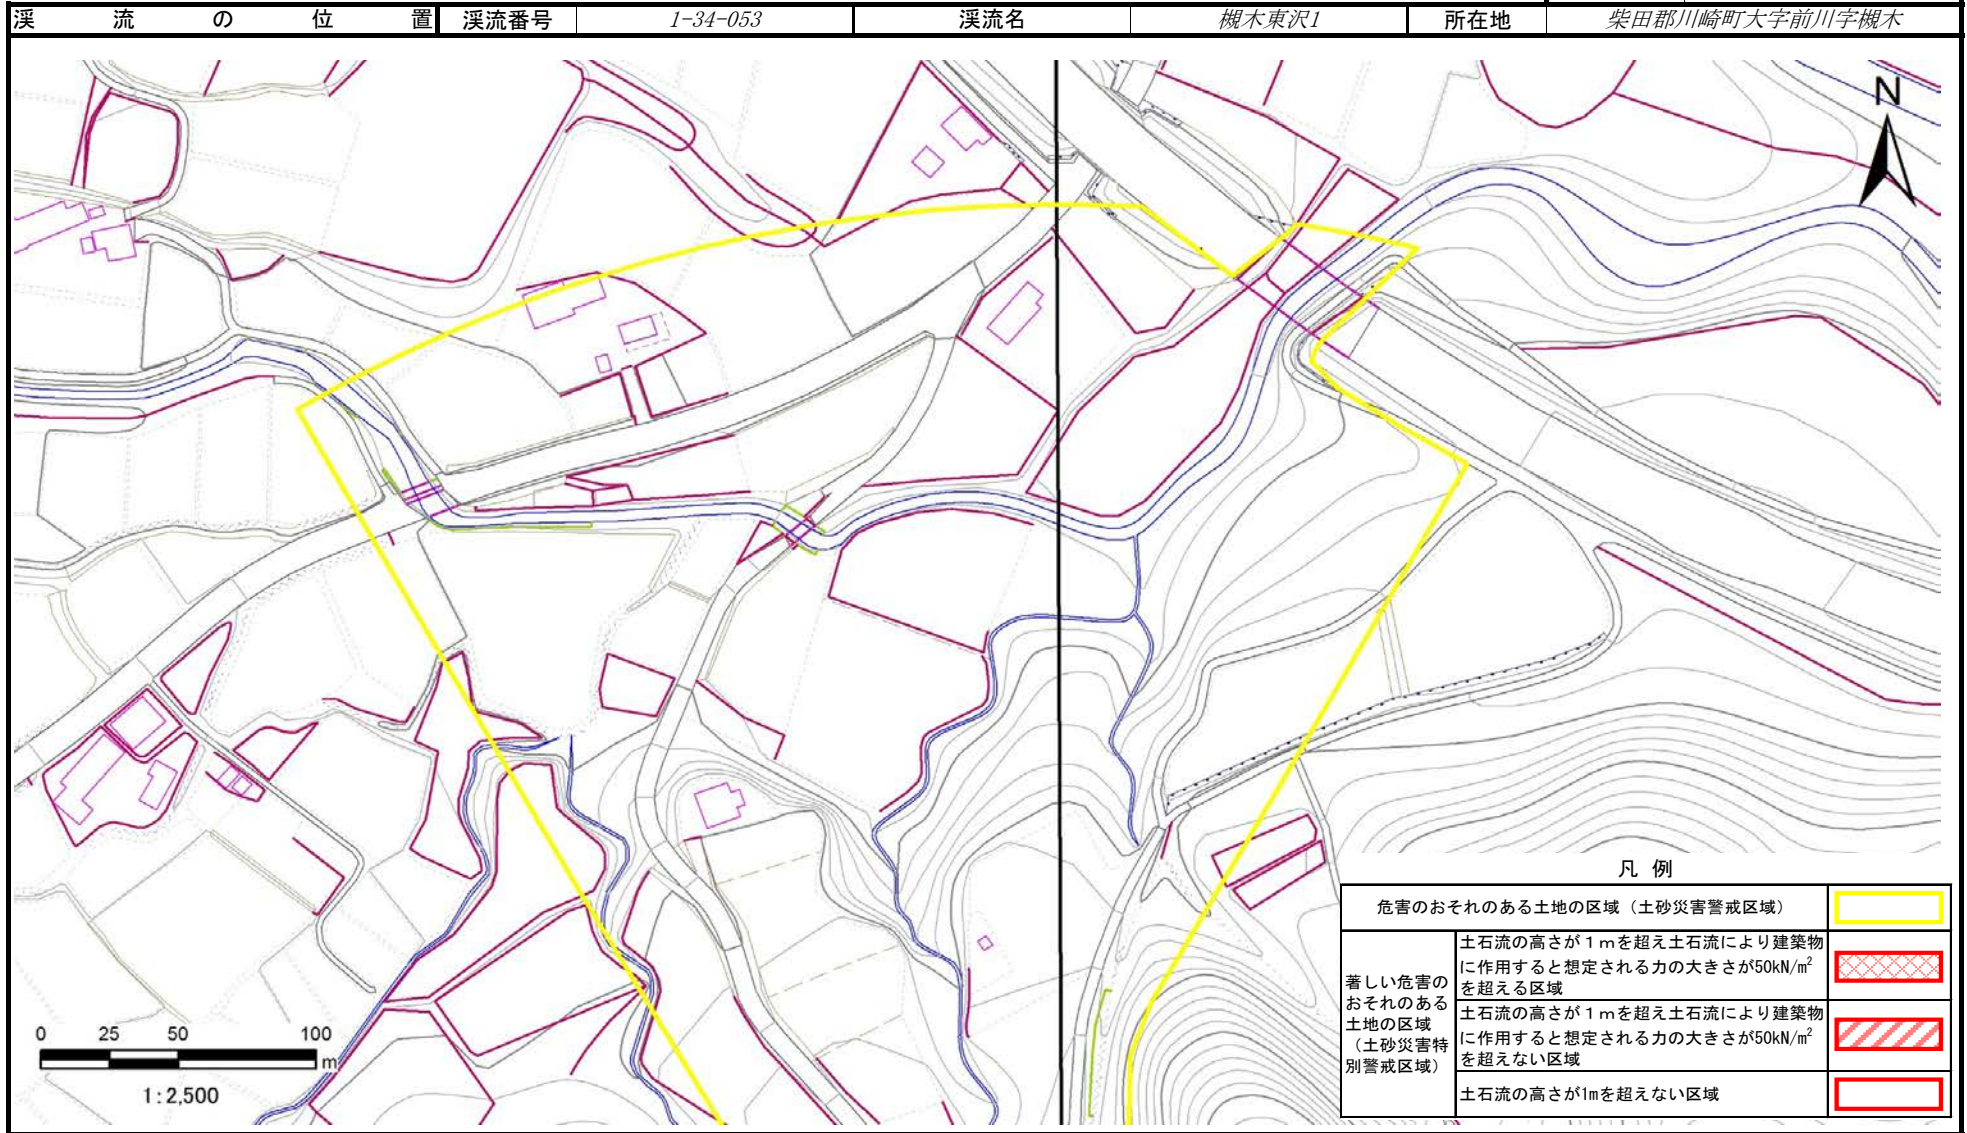 渓流の位置 渓流番号 1-34-053 渓流名 槻木東沢1 所在地 柴田郡川崎町大字前川字槻木
N
凡 例
危害のおそれのある土地の区域（土砂災害警戒区域）
著しい危害の
おそれのある
土地の区域
（土砂災害特
別警戒区域）
土石流の高さが１ｍを超え土石流により建築物
に作用すると想定される力の大きさが50kN/m²
を超える区域
土石流の高さが１ｍを超え土石流により建築物
に作用すると想定される力の大きさが50kN/m²
を超えない区域
土石流の高さが1mを超えない区域
0 25 50 100
m
1:2,500